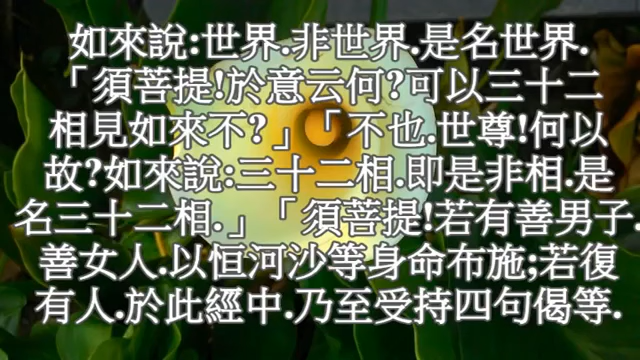 如來說:世界.非世界.是名世界.
「須菩提!於意云何?可以三十二
相見如來不?」「不也.世尊!何以
故?如來說:三十二相.即是非相.是
名三十二相.」「須菩提!若有善男子.
善女人.以恒河沙等身命布施;若復
有人.於此經中.乃至受持四句偈等.